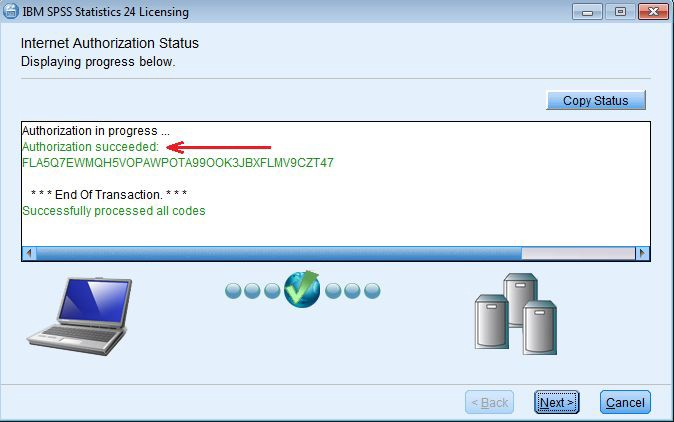 IBM SPSS Statistics 24 Licensing
Internet Authorization Status
Displaying progress below.
Copy Status
Authorization in progress ...
Authorization succeeded:
FLA5Q7EWMQH5VOPAWPOTA99OOK3JBXFLMV9CZT47
* * * End Of Transaction. * * *
Successfully processed all codes
< Back
Next >
Cancel